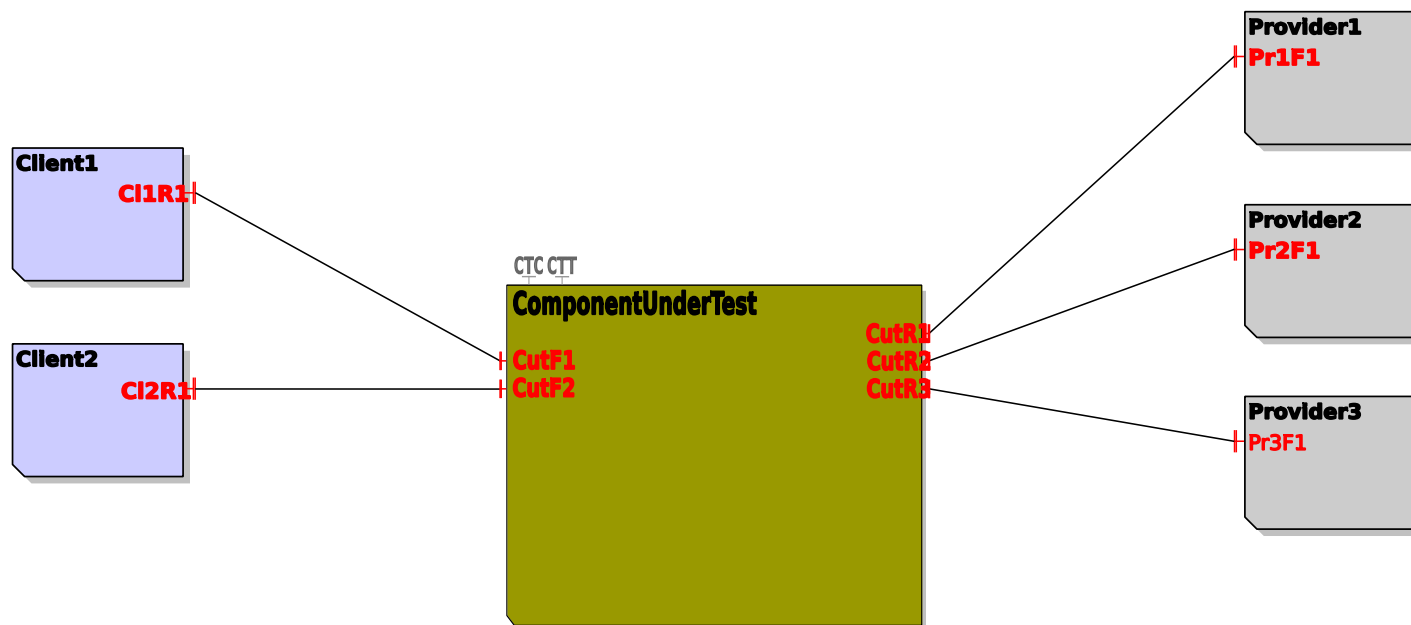 Provider1
Pr1F1
Client1
Cl1R1
Provider2
Pr2F1
CTC CTT
ComponentUnderTest
CutR1
CutF1
CutR2
Client2
Cl2R1
CutF2
CutR3
Provider3
Pr3F1